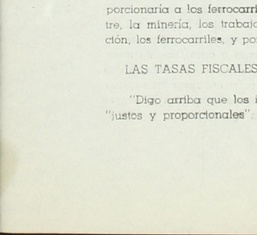 porcionaría a los ferrocarri
tre, la minería, los trabajo
ción, los ferrocarriles, y po
LAS TASAS FISCALES
"Digo arriba que los i
"justos y proporcionales":